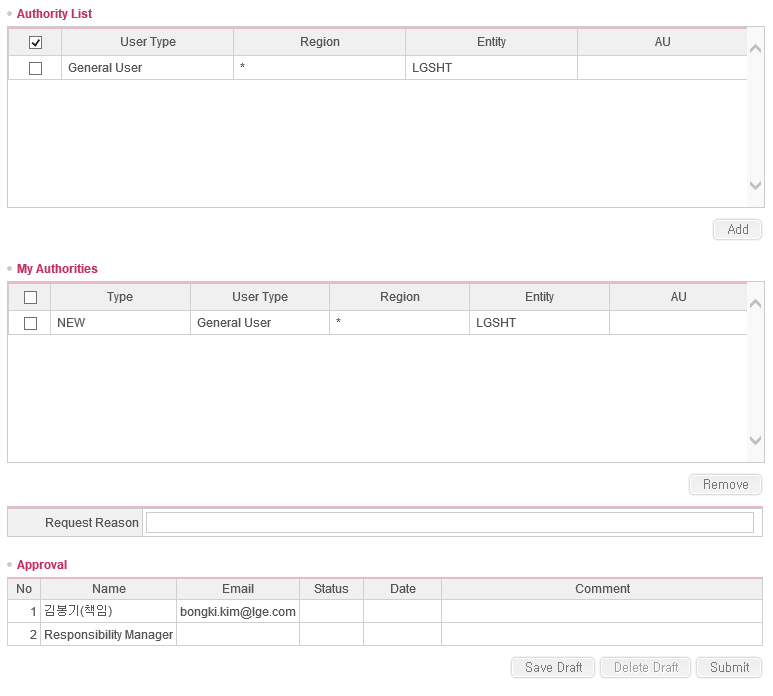 Authority List
User Type Region Entity AU
General User * LGSHT
Add
My Authorities
Type User Type Region Entity AU
NEW General User * LGSHT
Remove
Request Reason
Approval
No Name Email Status Date Comment
1 김봉기(책임) bongki.kim@lge.com
2 Responsibility Manager
Save Draft Delete Draft Submit